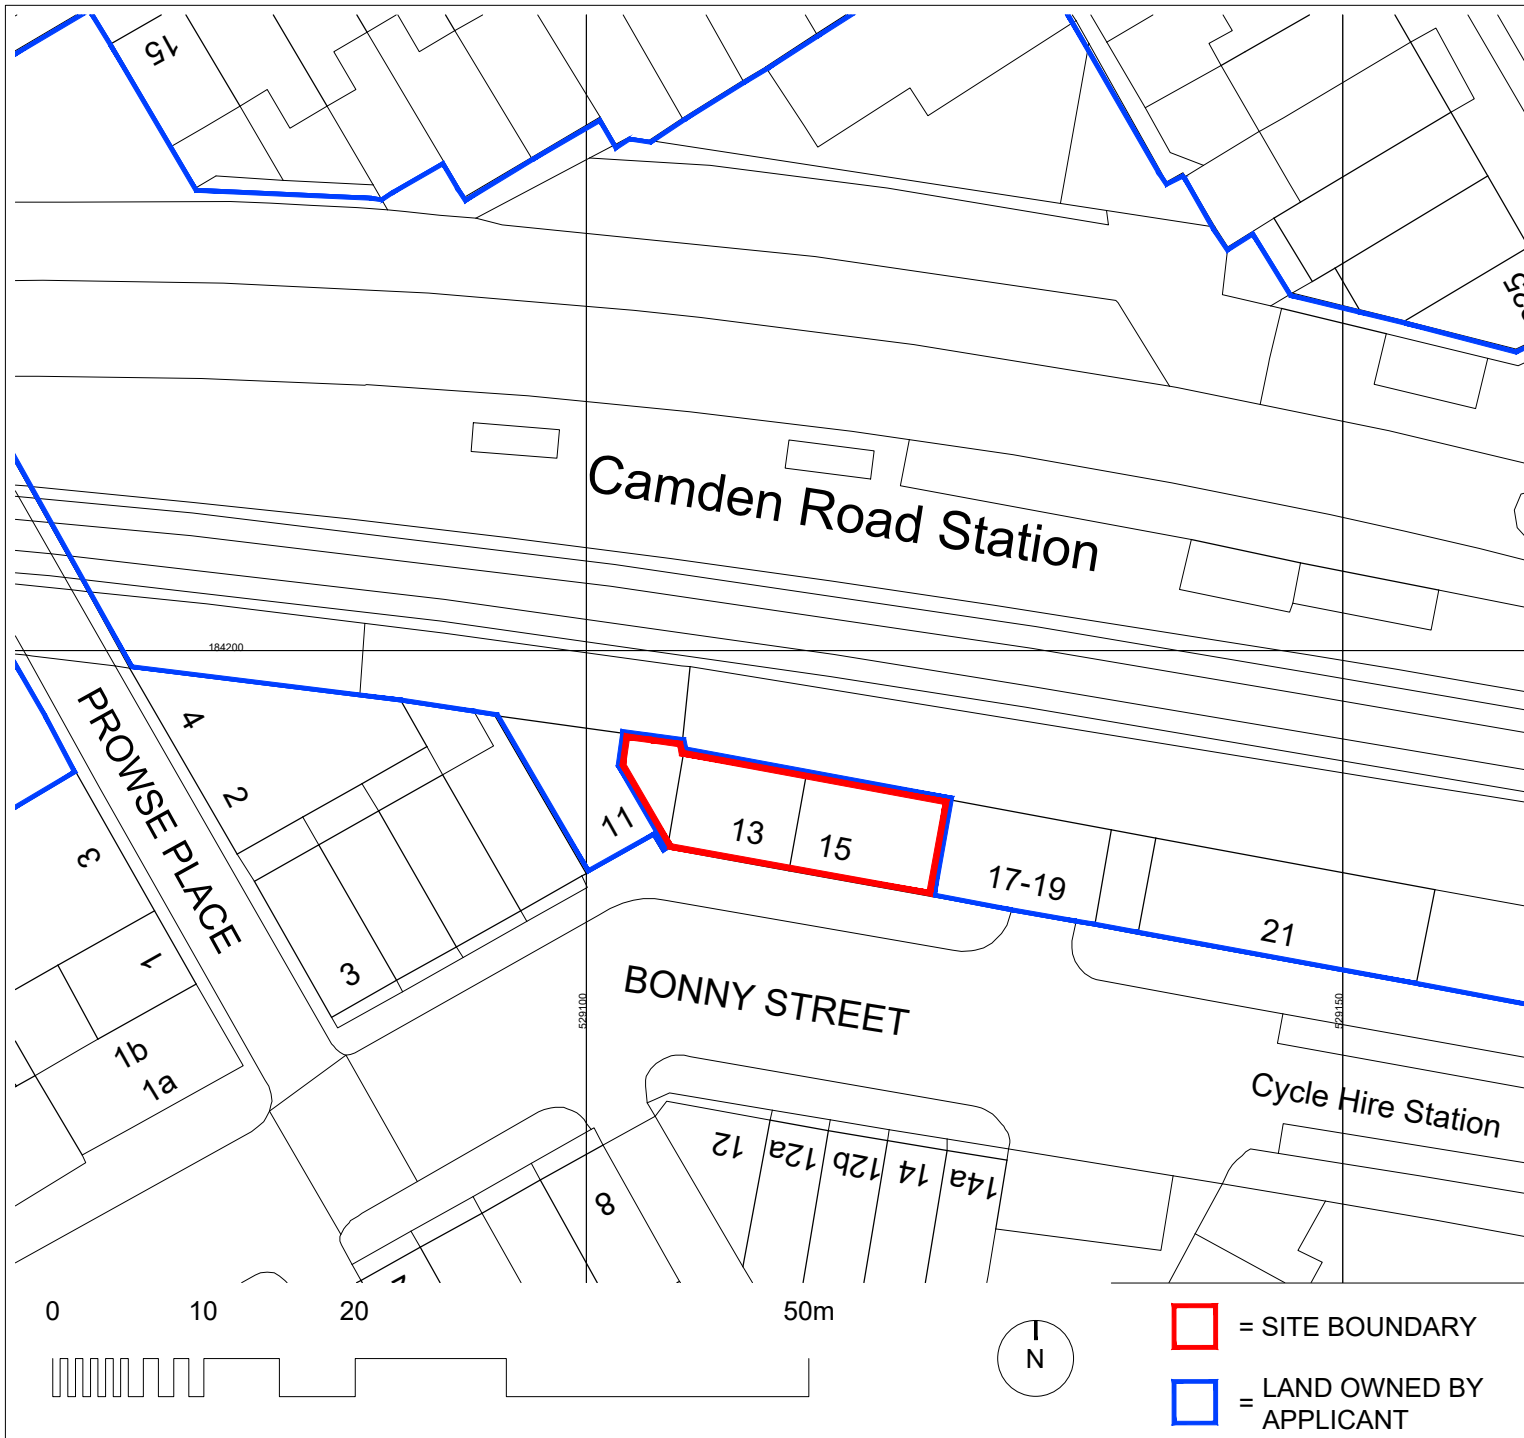 15
Camden Road Station
184200
PROWSE PLACE
4
2
3
1
1b
1a
3
11
13
15
17-19
21
BONNY STREET
529100
529150
Cycle Hire Station
12
12a
12b
14
14a
8
0 10 20 50m
N
= SITE BOUNDARY
= LAND OWNED BY
APPLICANT